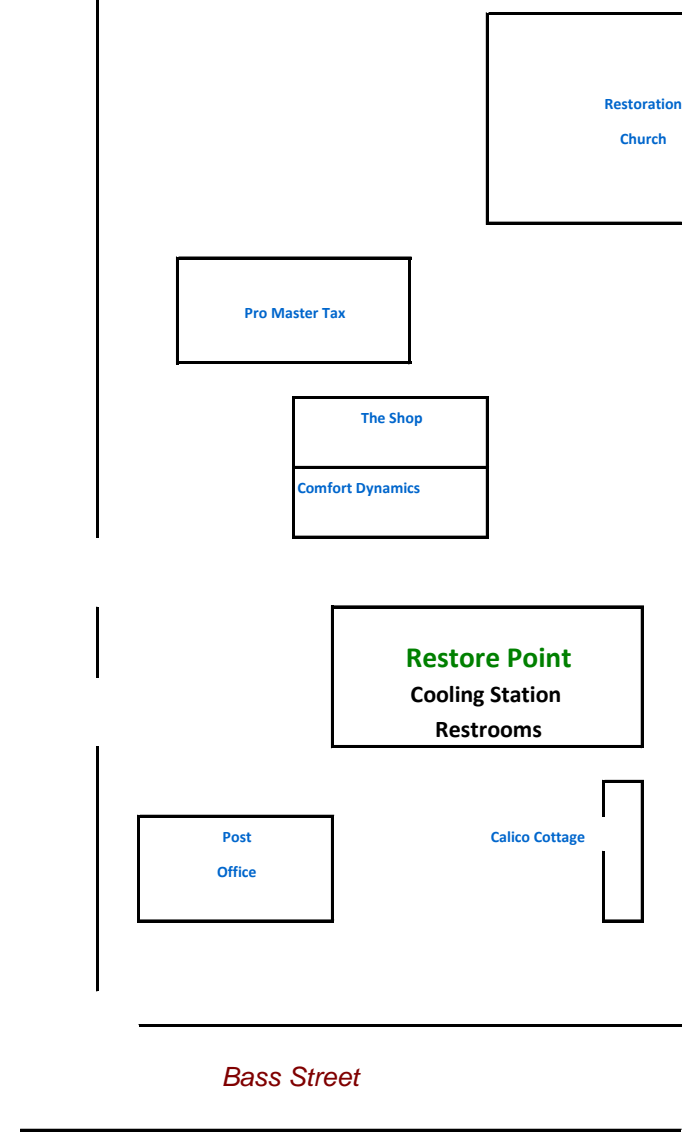 Restoration
Church
Pro Master Tax
The Shop
Comfort Dynamics
Restore Point
Cooling Station
Restrooms
Post
Office
Calico Cottage
Bass Street